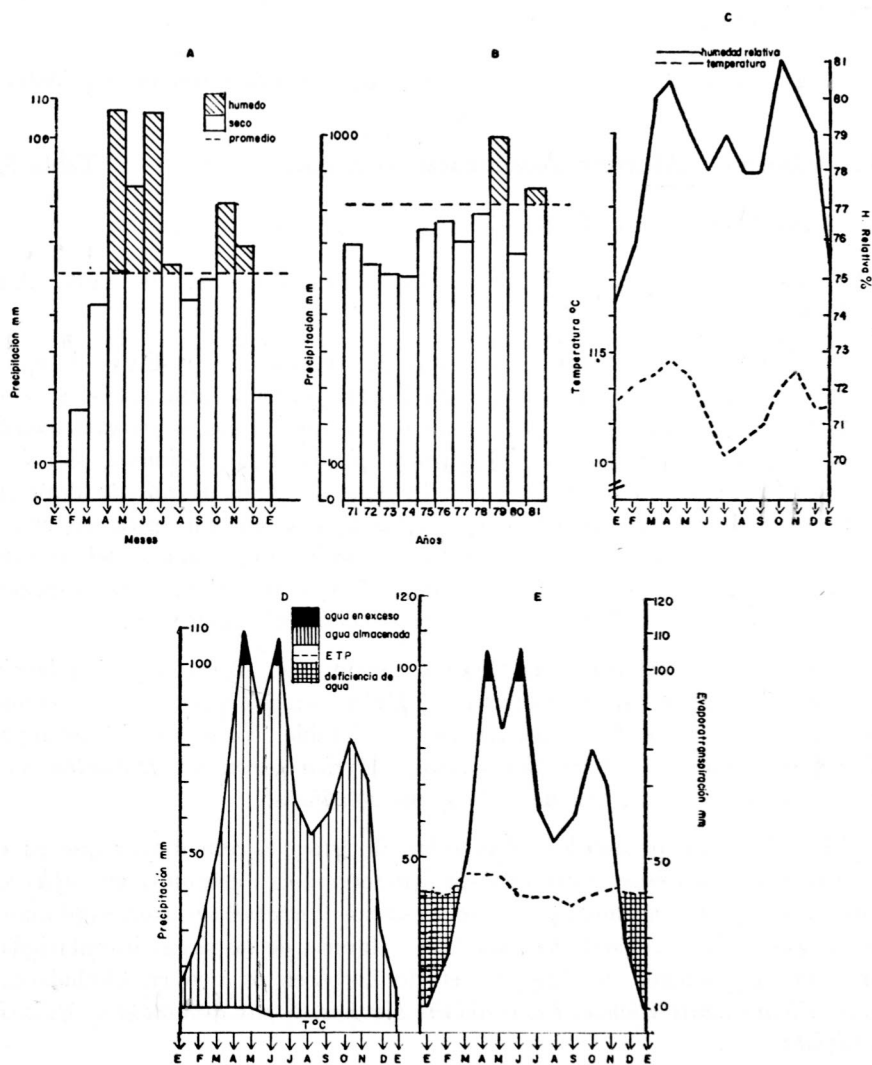 A
110
100
10
0
Precipitacion mm
humedo
seco
promedio
E F M A M J J A S O N D E
Meses
B
1000
100
0
Precipitacion mm
71 72 73 74 75 76 77 78 79 80 81
Años
C
humedad relativa
temperatura
Temperatura °C
115
10
81
80
79
78
77
76
75
74
73
72
71
70
H. Relativa %
E F M A M J J A S O N D E
D
110
100
50
Precipitación mm
agua en exceso
agua almacenada
E T P
deficiencia de
agua
T°C
E F M A M J J A S O N D E
E
120
100
50
10
120
110
100
50
10
Evapotranspiración mm
E F M A M J J A S O N D E